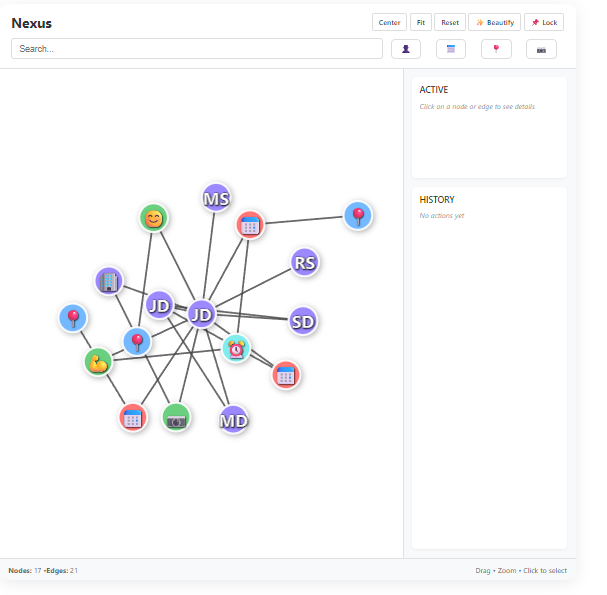 Nexus
Center Fit Reset ✨ Beautify 📌 Lock
Search...
ACTIVE
Click on a node or edge to see details
HISTORY
No actions yet
MS
RS
JD
JD
SD
MD
Nodes: 17 •Edges: 21
Drag • Zoom • Click to select